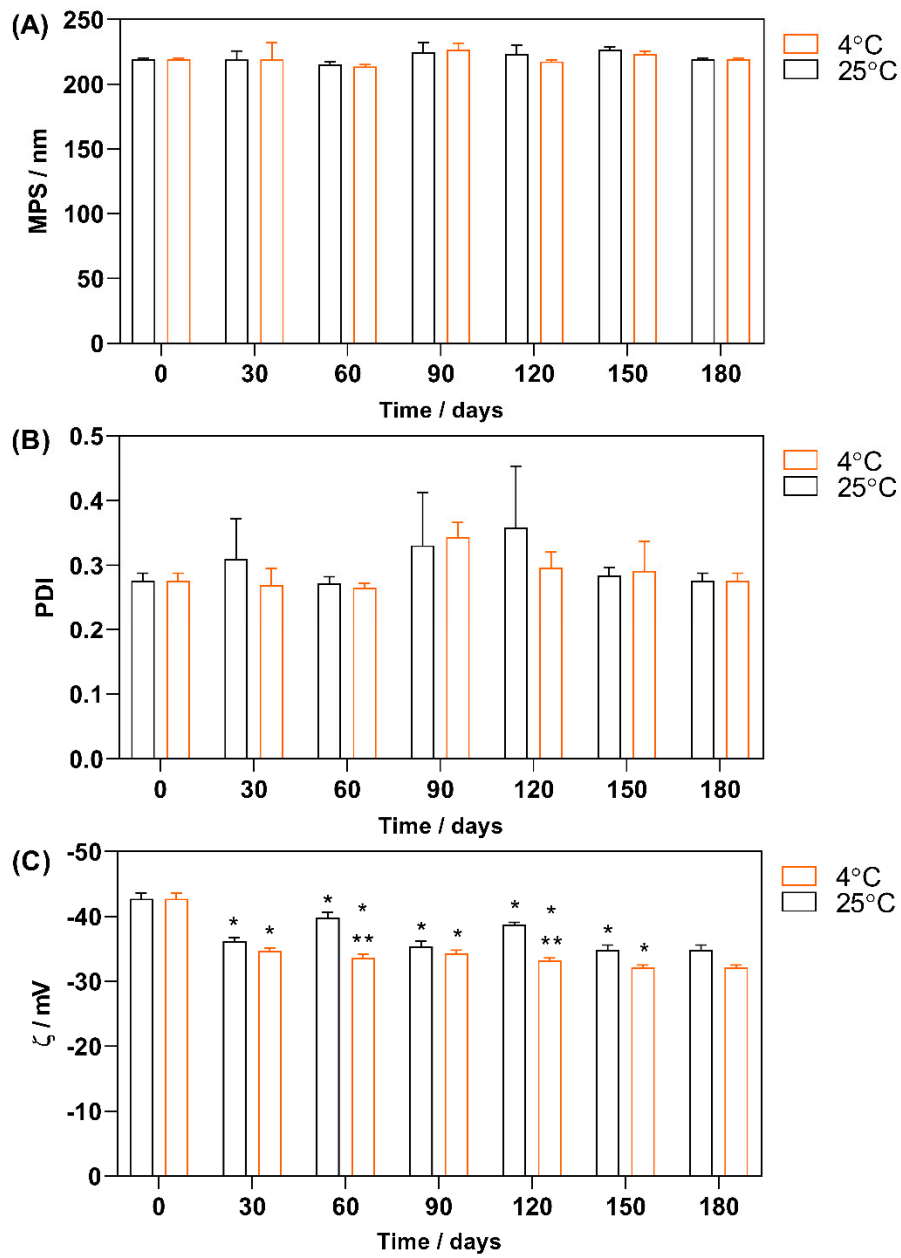 (A)
250
200
150
100
50
0
MPS / nm
0 30 60 90 120 150 180
Time / days
4°C
25°C
(B)
0.5
0.4
0.3
0.2
0.1
0.0
PDI
0 30 60 90 120 150 180
Time / days
4°C
25°C
(C)
-50
-40
-30
-20
-10
0
ζ / mV
* * * * ** * * * * ** * *
0 30 60 90 120 150 180
Time / days
4°C
25°C